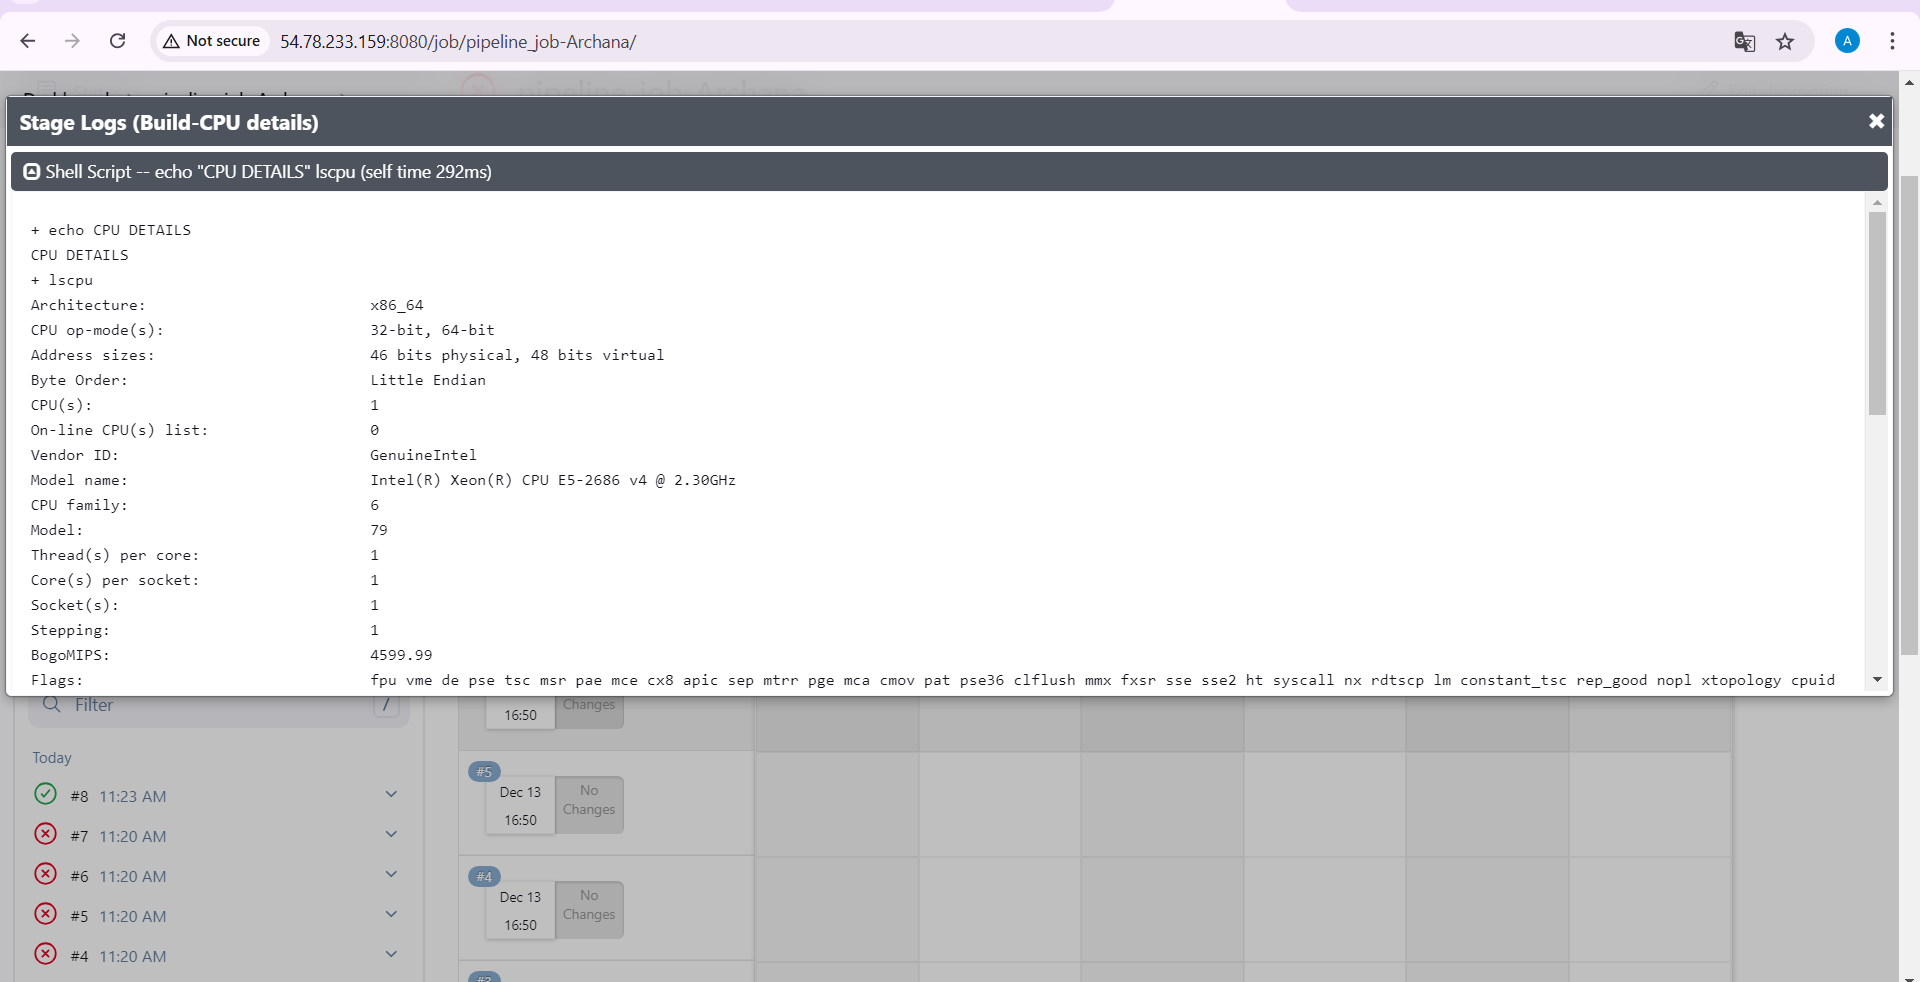 Not secure
54.78.233.159:8080/job/pipeline_job-Archana/
A
Stage Logs (Build-CPU details)
Shell Script -- echo "CPU DETAILS" lscpu (self time 292ms)
+ echo CPU DETAILS
CPU DETAILS
+ lscpu
Architecture: x86_64
CPU op-mode(s): 32-bit, 64-bit
Address sizes: 46 bits physical, 48 bits virtual
Byte Order: Little Endian
CPU(s): 1
On-line CPU(s) list: 0
Vendor ID: GenuineIntel
Model name: Intel(R) Xeon(R) CPU E5-2686 v4 @ 2.30GHz
CPU family: 6
Model: 79
Thread(s) per core: 1
Core(s) per socket: 1
Socket(s): 1
Stepping: 1
BogoMIPS: 4599.99
Flags: fpu vme de pse tsc msr pae mce cx8 apic sep mtrr pge mca cmov pat pse36 clflush mmx fxsr sse sse2 ht syscall nx rdtscp lm constant_tsc rep_good nopl xtopology cpuid
Filter /
Today
#8 11:23 AM
#7 11:20 AM
#6 11:20 AM
#5 11:20 AM
#4 11:20 AM
16:50
Changes
#5
Dec 13
16:50
No
Changes
#4
Dec 13
16:50
No
Changes